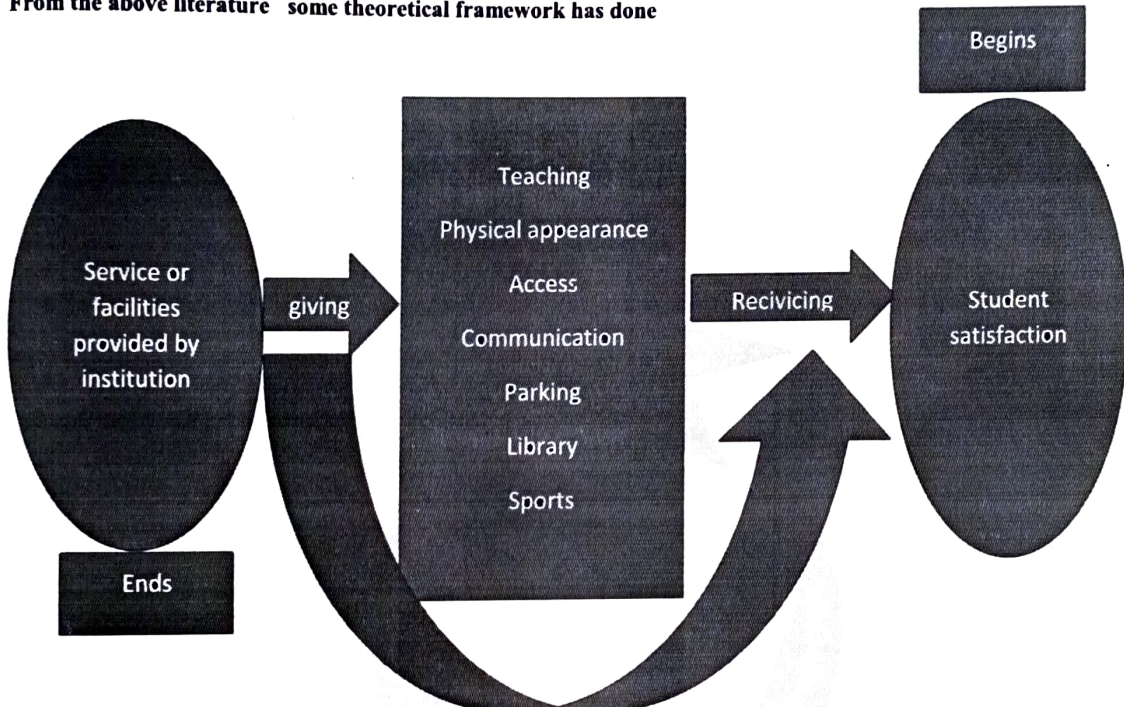 From the above literature some theoretical framework has done
Begins
Service or
facilities
provided by
institution
giving
Teaching
Physical appearance
Access
Communication
Parking
Library
Sports
Recivicing
Student
satisfaction
Ends